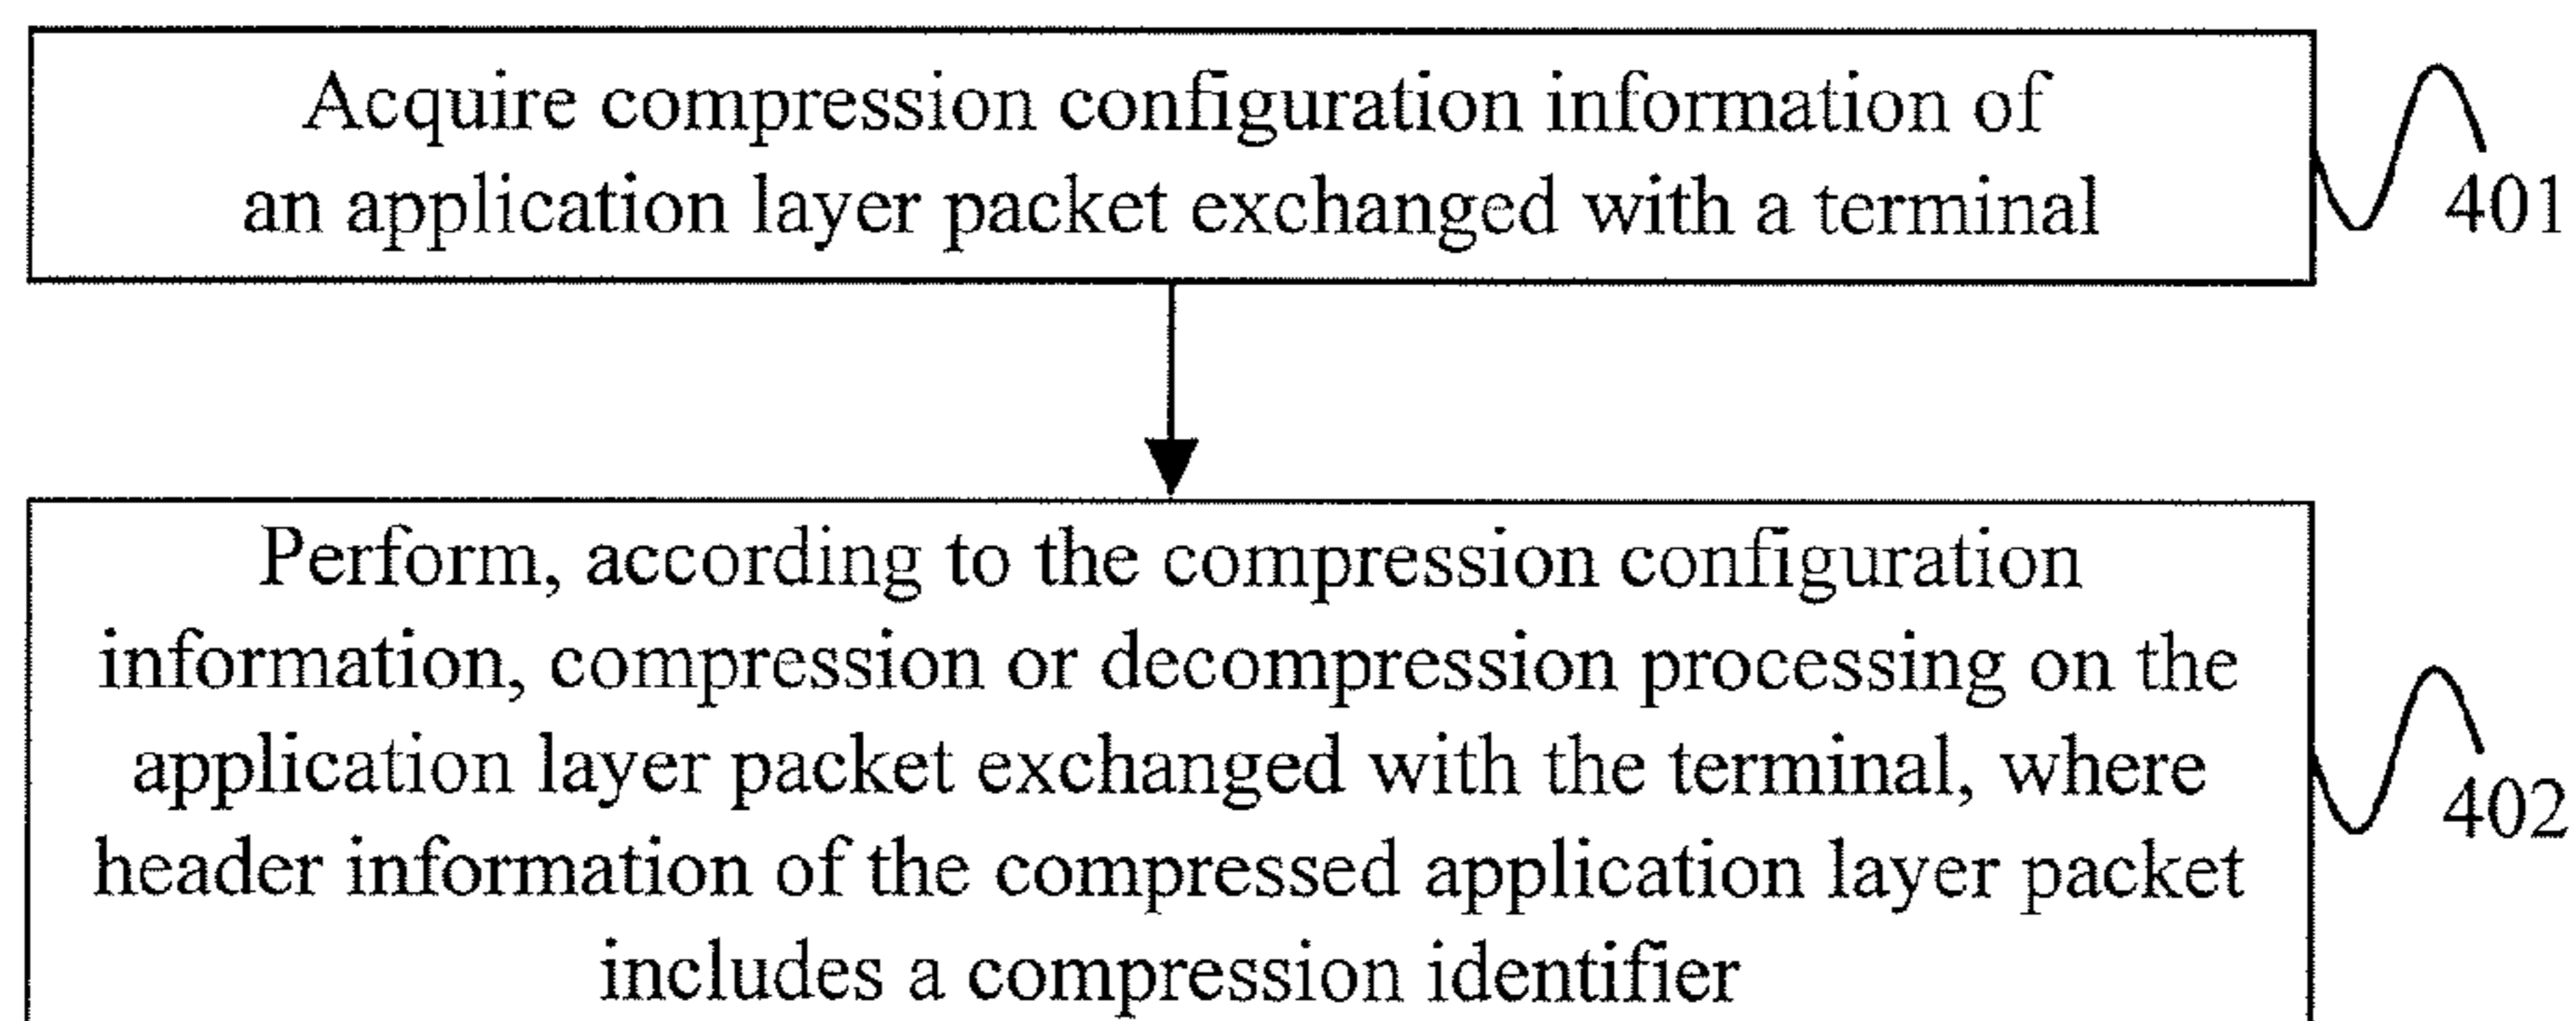 Acquire compression configuration information of
an application layer packet exchanged with a terminal
401
Perform, according to the compression configuration
information, compression or decompression processing on the
application layer packet exchanged with the terminal, where
header information of the compressed application layer packet
includes a compression identifier
402